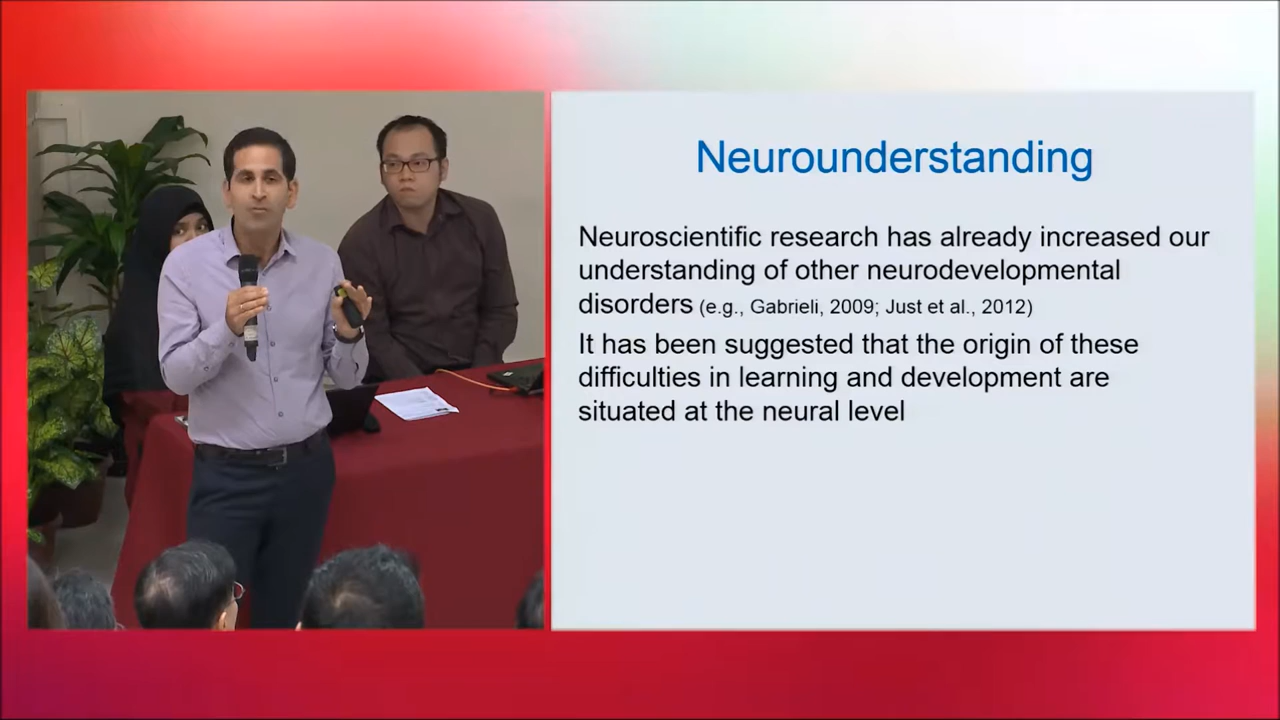 Neurounderstanding
Neuroscientific research has already increased our
understanding of other neurodevelopmental
disorders (e.g., Gabrieli, 2009; Just et al., 2012)
It has been suggested that the origin of these
difficulties in learning and development are
situated at the neural level